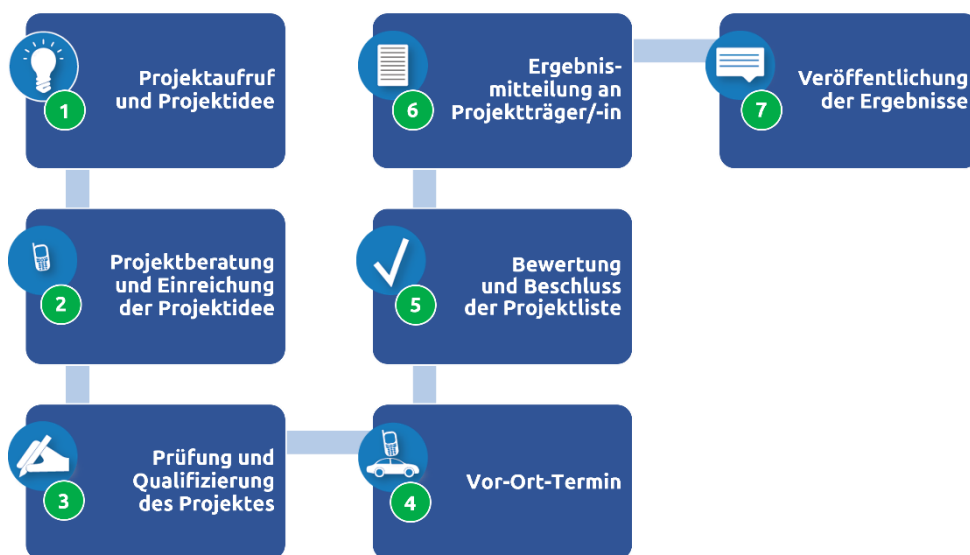 Projektaufruf
und Projektidee
1
Projektberatung
und Einreichung
der Projektidee
2
Prüfung und
Qualifizierung
des Projektes
3
Vor-Ort-Termin
4
Bewertung
und Beschluss
der Projektliste
5
Ergebnis-
mitteilung an
Projektträger/-in
6
Veröffentlichung
der Ergebnisse
7